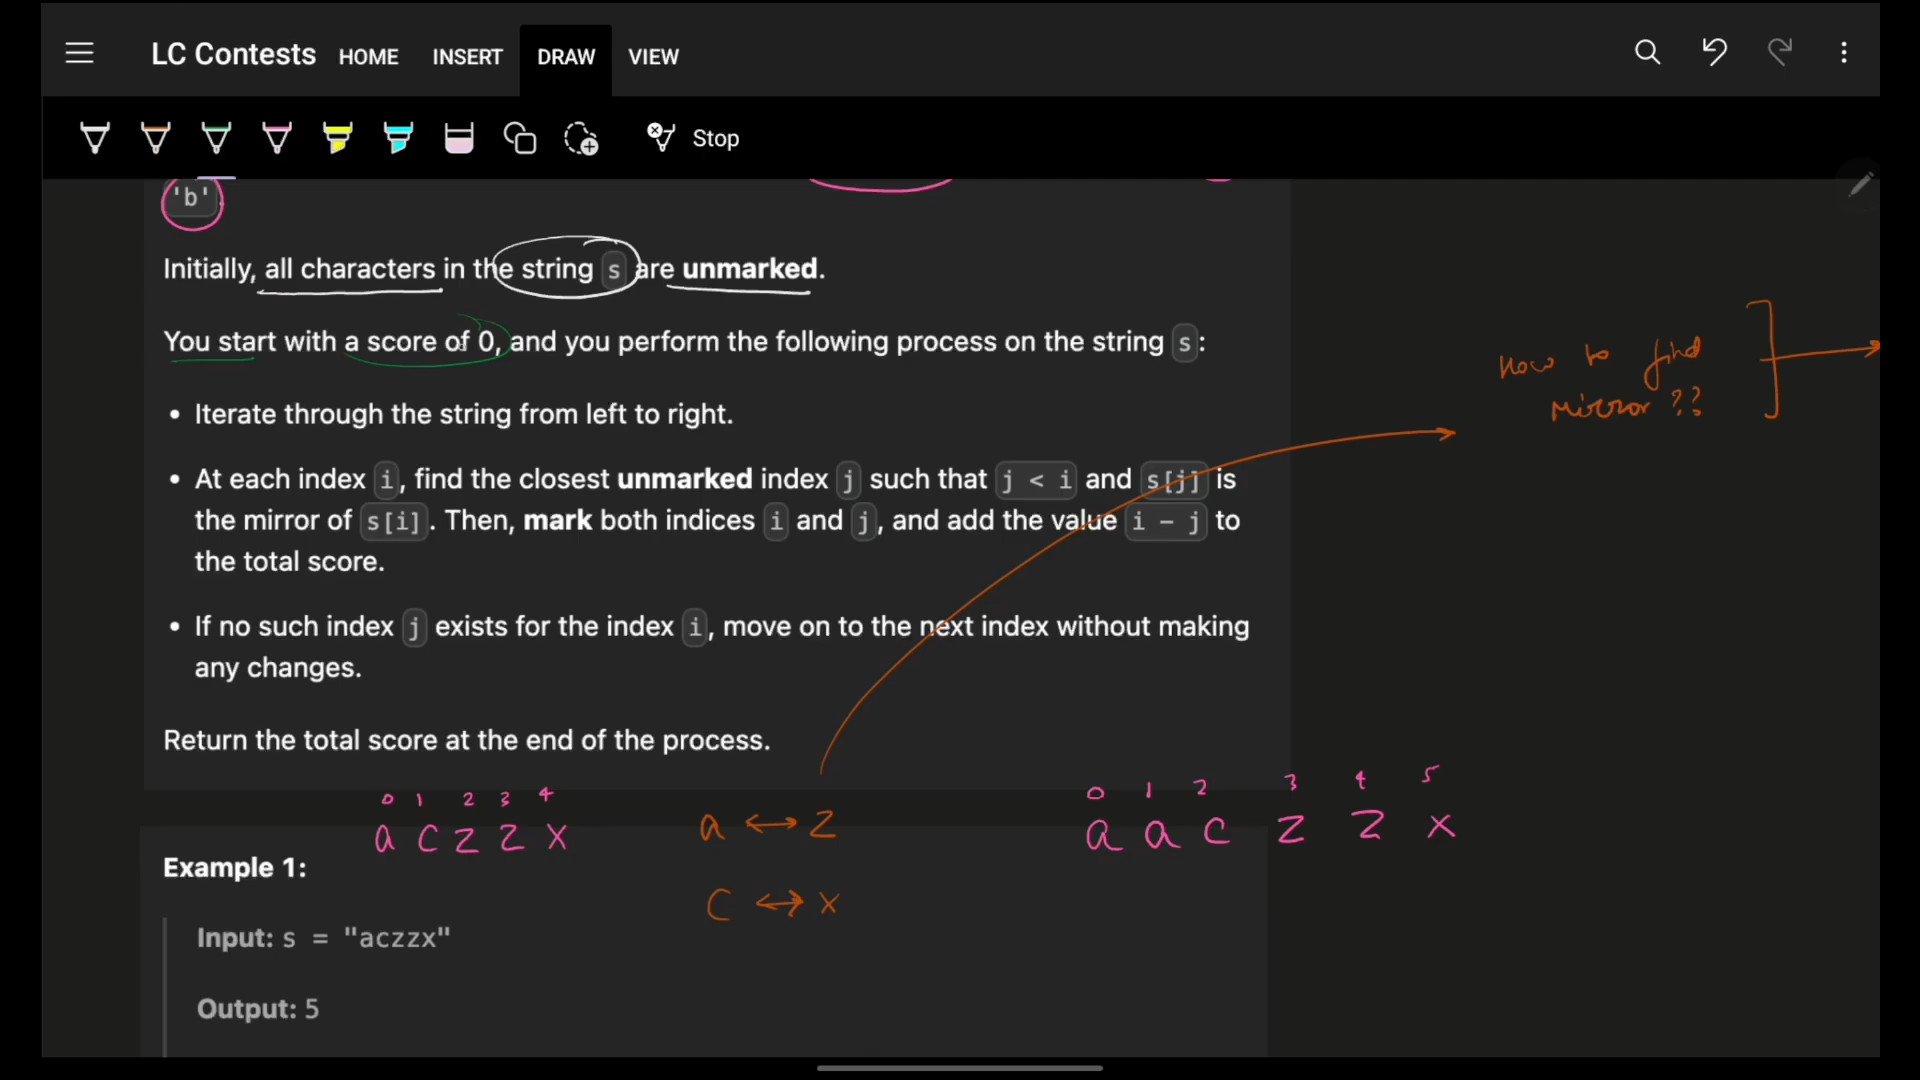 LC Contests HOME INSERT DRAW VIEW
Stop
'b'
Initially, all characters in the string s are unmarked.
You start with a score of 0, and you perform the following process on the string s:
• Iterate through the string from left to right.
• At each index i, find the closest unmarked index j such that j < i and s[j] is
the mirror of s[i]. Then, mark both indices i and j, and add the value i - j to
the total score.
• If no such index j exists for the index i, move on to the next index without making
any changes.
Return the total score at the end of the process.
How to find
mirror ??
0 1 2 3 4
a c z z x
a ↔ z
c ↔ x
0 1 2 3 4 5
a a c z z x
Example 1:
Input: s = "aczzx"
Output: 5